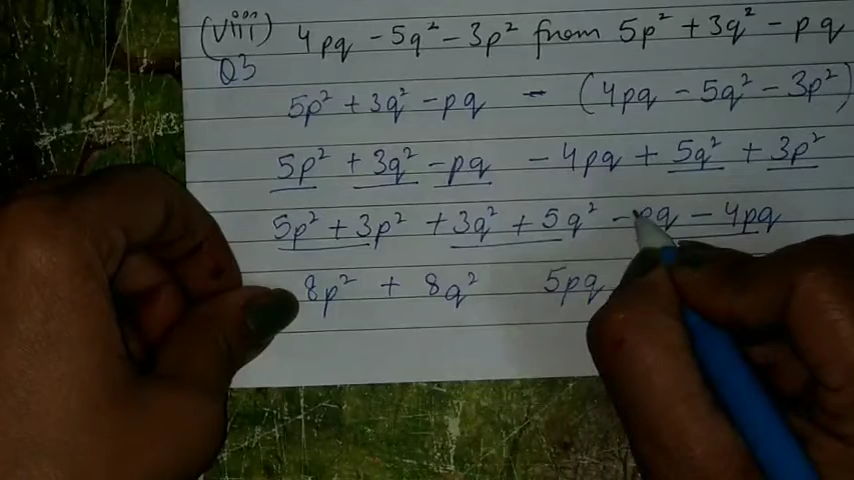 (viii) 4pq - 5q² - 3p² from 5p² + 3q² - pq
Q3
5p² + 3q² - pq - (4pq - 5q² - 3p²)
5p² + 3q² - pq - 4pq + 5q² + 3p²
5p² + 3p² + 3q² + 5q² - pq - 4pq
8p² + 8q² 5pq